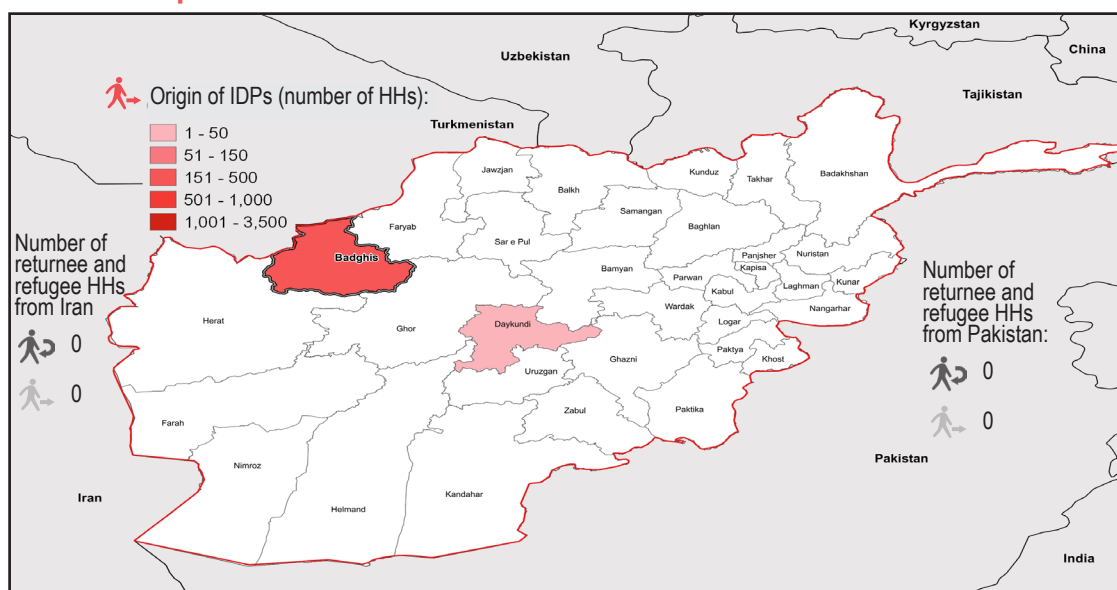 Kyrgyzstan
China
Uzbekistan
Tajikistan
Origin of IDPs (number of HHs):
1 - 50
51 - 150
151 - 500
501 - 1,000
1,001 - 3,500
Turkmenistan
Jawzjan
Balkh
Kunduz
Takhar
Badakhshan
Faryab
Samangan
Baghlan
Sar e Pul
Badghis
Bamyan
Parwan
Panjsher
Kapisa
Nuristan
Kunar
Laghman
Kabul
Nangarhar
Wardak
Logar
Herat
Ghor
Daykundi
Ghazni
Paktya
Khost
Uruzgan
Zabul
Paktika
Farah
Nimroz
Helmand
Kandahar
Number of
returnee and
refugee HHs
from Iran
0
0
Number of
returnee and
refugee HHs
from Pakistan:
0
0
Iran
Pakistan
India